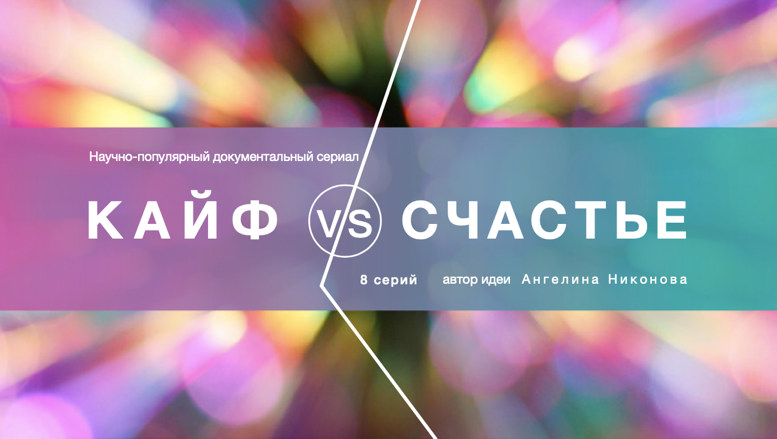 Научно-популярный документальный сериал
КАЙФ VS СЧАСТЬЕ
8 серий автор идеи Ангелина Никонова